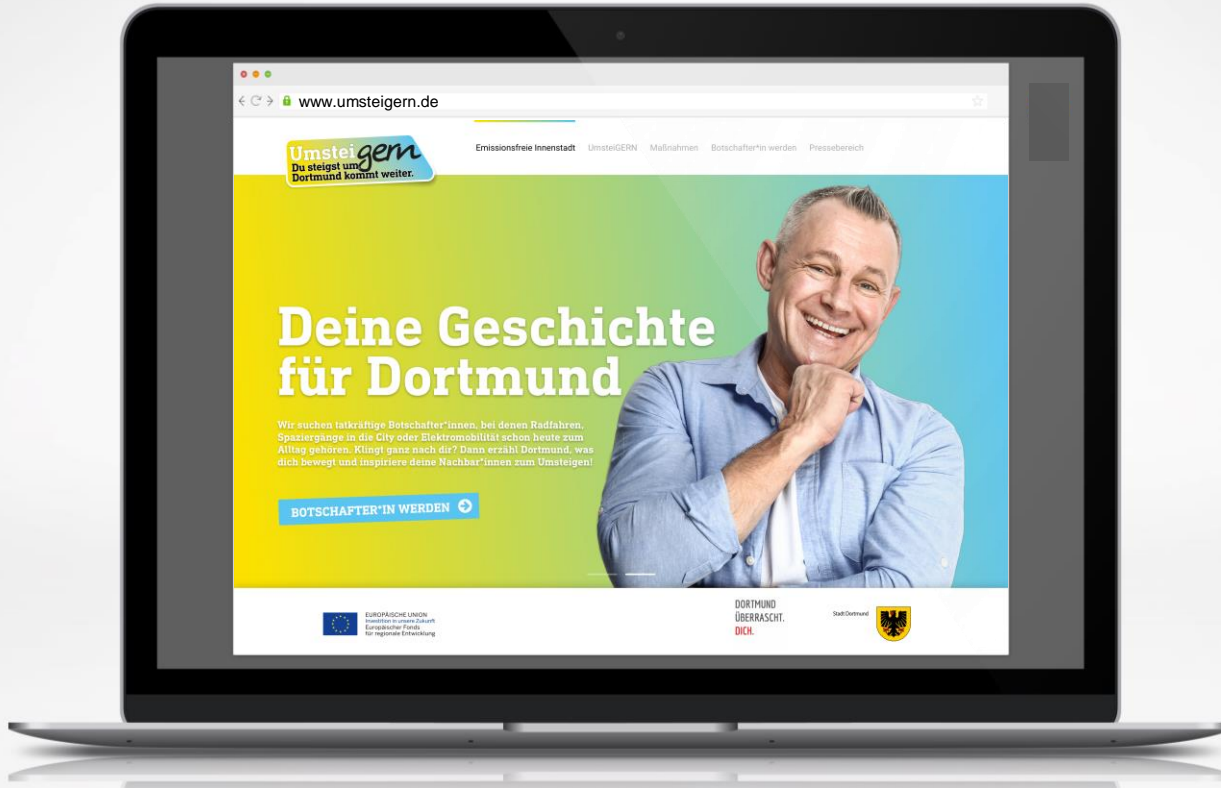 www.umsteigern.de
Umsteigern
Du steigst um
Dortmund kommt weiter.
Emissionsfreie Innenstadt UmsteiGERN Maßnahmen Botschafter*in werden Pressebereich
Deine Geschichte
für Dortmund
Wir suchen tatkräftige Botschafter*innen, bei denen Radfahren,
Spaziergänge in die City oder Elektromobilität schon heute zum
Alltag gehören. Klingt ganz nach dir? Dann erzähl Dortmund, was
dich bewegt und inspiriere deine Nachbar*innen zum Umsteigen!
BOTSCHAFTER*IN WERDEN
EUROPÄISCHE UNION
Investition in unsere Zukunft
Europäischer Fonds
für regionale Entwicklung
DORTMUND
ÜBERRASCHT.
DICH.
Stadt Dortmund